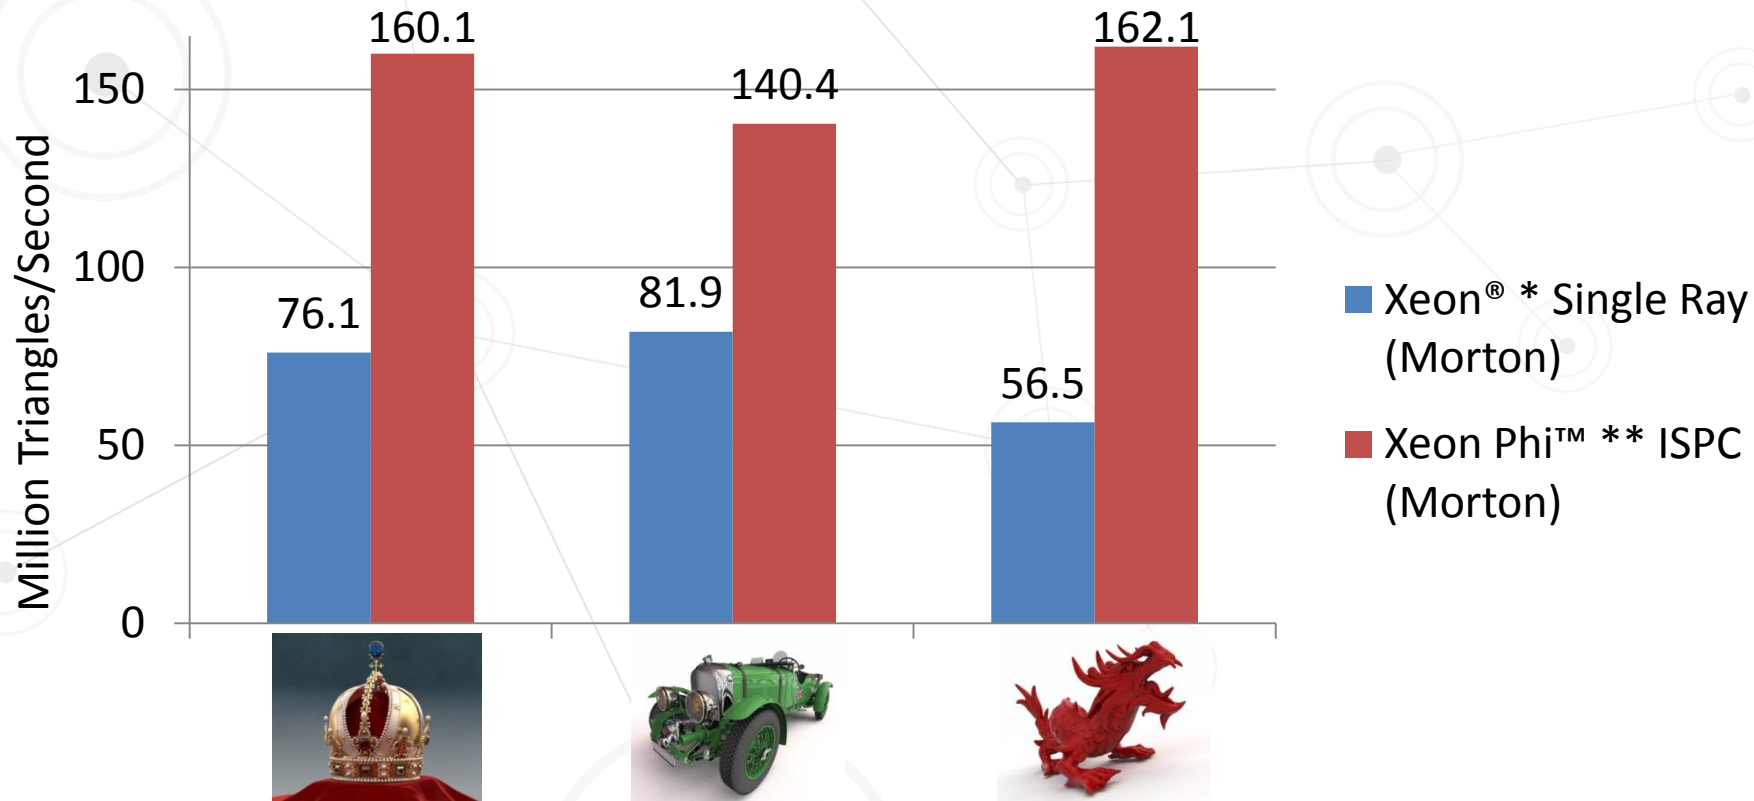 160.1
162.1
140.4
150
100
50
0
Million Triangles/Second
76.1
81.9
56.5
Xeon® * Single Ray
(Morton)
Xeon Phi™ ** ISPC
(Morton)